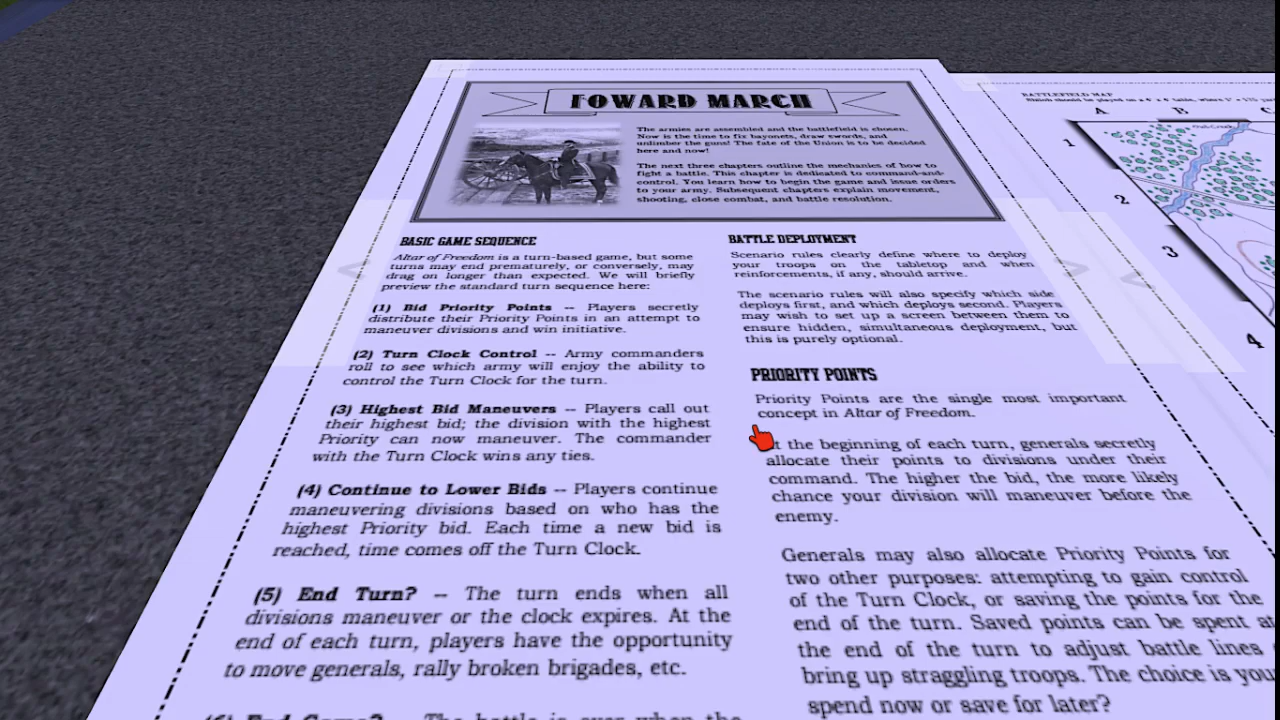 FOWARD MARCH
The armies are assembled and the battlefield is chosen.
Now is the time to fix bayonets, draw swords, and
unlimber the guns! The fate of the Union is to be decided
here and now!
The next three chapters outline the mechanics of how to
fight a battle. This chapter is dedicated to command-and-
control. You learn how to begin the game and issue orders
to your army. Subsequent chapters explain movement,
shooting, close combat, and battle resolution.
BASIC GAME SEQUENCE
Altar of Freedom is a turn-based game, but some
turns may end prematurely, or conversely, may
drag on longer than expected. We will briefly
preview the standard turn sequence here:
(1) Bid Priority Points -- Players secretly
distribute their Priority Points in an attempt to
maneuver divisions and win initiative.
(2) Turn Clock Control -- Army commanders
roll to see which army will enjoy the ability to
control the Turn Clock for the turn.
(3) Highest Bid Maneuvers -- Players call out
their highest bid; the division with the highest
Priority can now maneuver. The commander
with the Turn Clock wins any ties.
(4) Continue to Lower Bids -- Players continue
maneuvering divisions based on who has the
highest Priority bid. Each time a new bid is
reached, time comes off the Turn Clock.
(5) End Turn? -- The turn ends when all
divisions maneuver or the clock expires. At the
end of each turn, players have the opportunity
to move generals, rally broken brigades, etc.
(6) End Game? -- The battle is over when the
BATTLE DEPLOYMENT
Scenario rules clearly define where to deploy
your troops on the tabletop and when
reinforcements, if any, should arrive.
The scenario rules will also specify which side
deploys first, and which deploys second. Players
may wish to set up a screen between them to
ensure hidden, simultaneous deployment, but
this is purely optional.
PRIORITY POINTS
Priority Points are the single most important
concept in Altar of Freedom.
t the beginning of each turn, generals secretly
allocate their points to divisions under their
command. The higher the bid, the more likely
chance your division will maneuver before the
enemy.
Generals may also allocate Priority Points for
two other purposes: attempting to gain control
of the Turn Clock, or saving the points for the
end of the turn. Saved points can be spent at
the end of the turn to adjust battle lines
bring up straggling troops. The choice is you
spend now or save for later?
BATTLEFIELD MAP
A B C
1
2
3
4